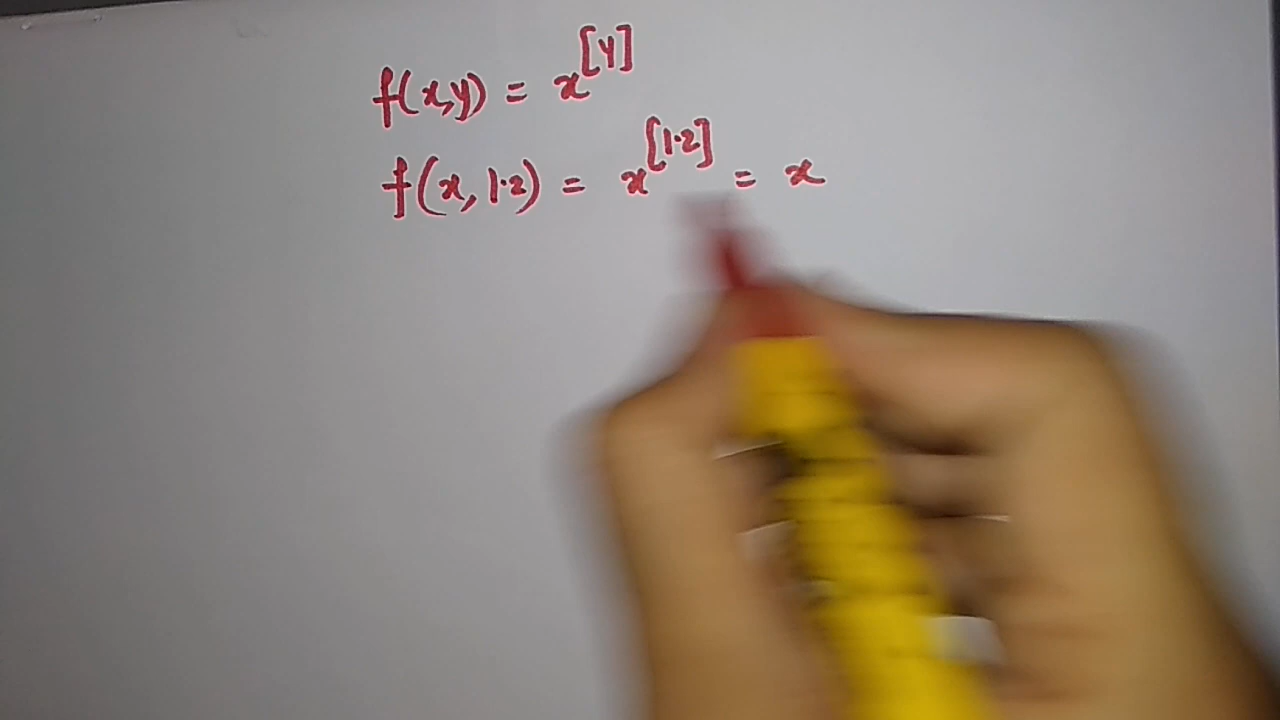 f(x,y) = x^[y]
f(x, 1·2) = x^[1·2] = x